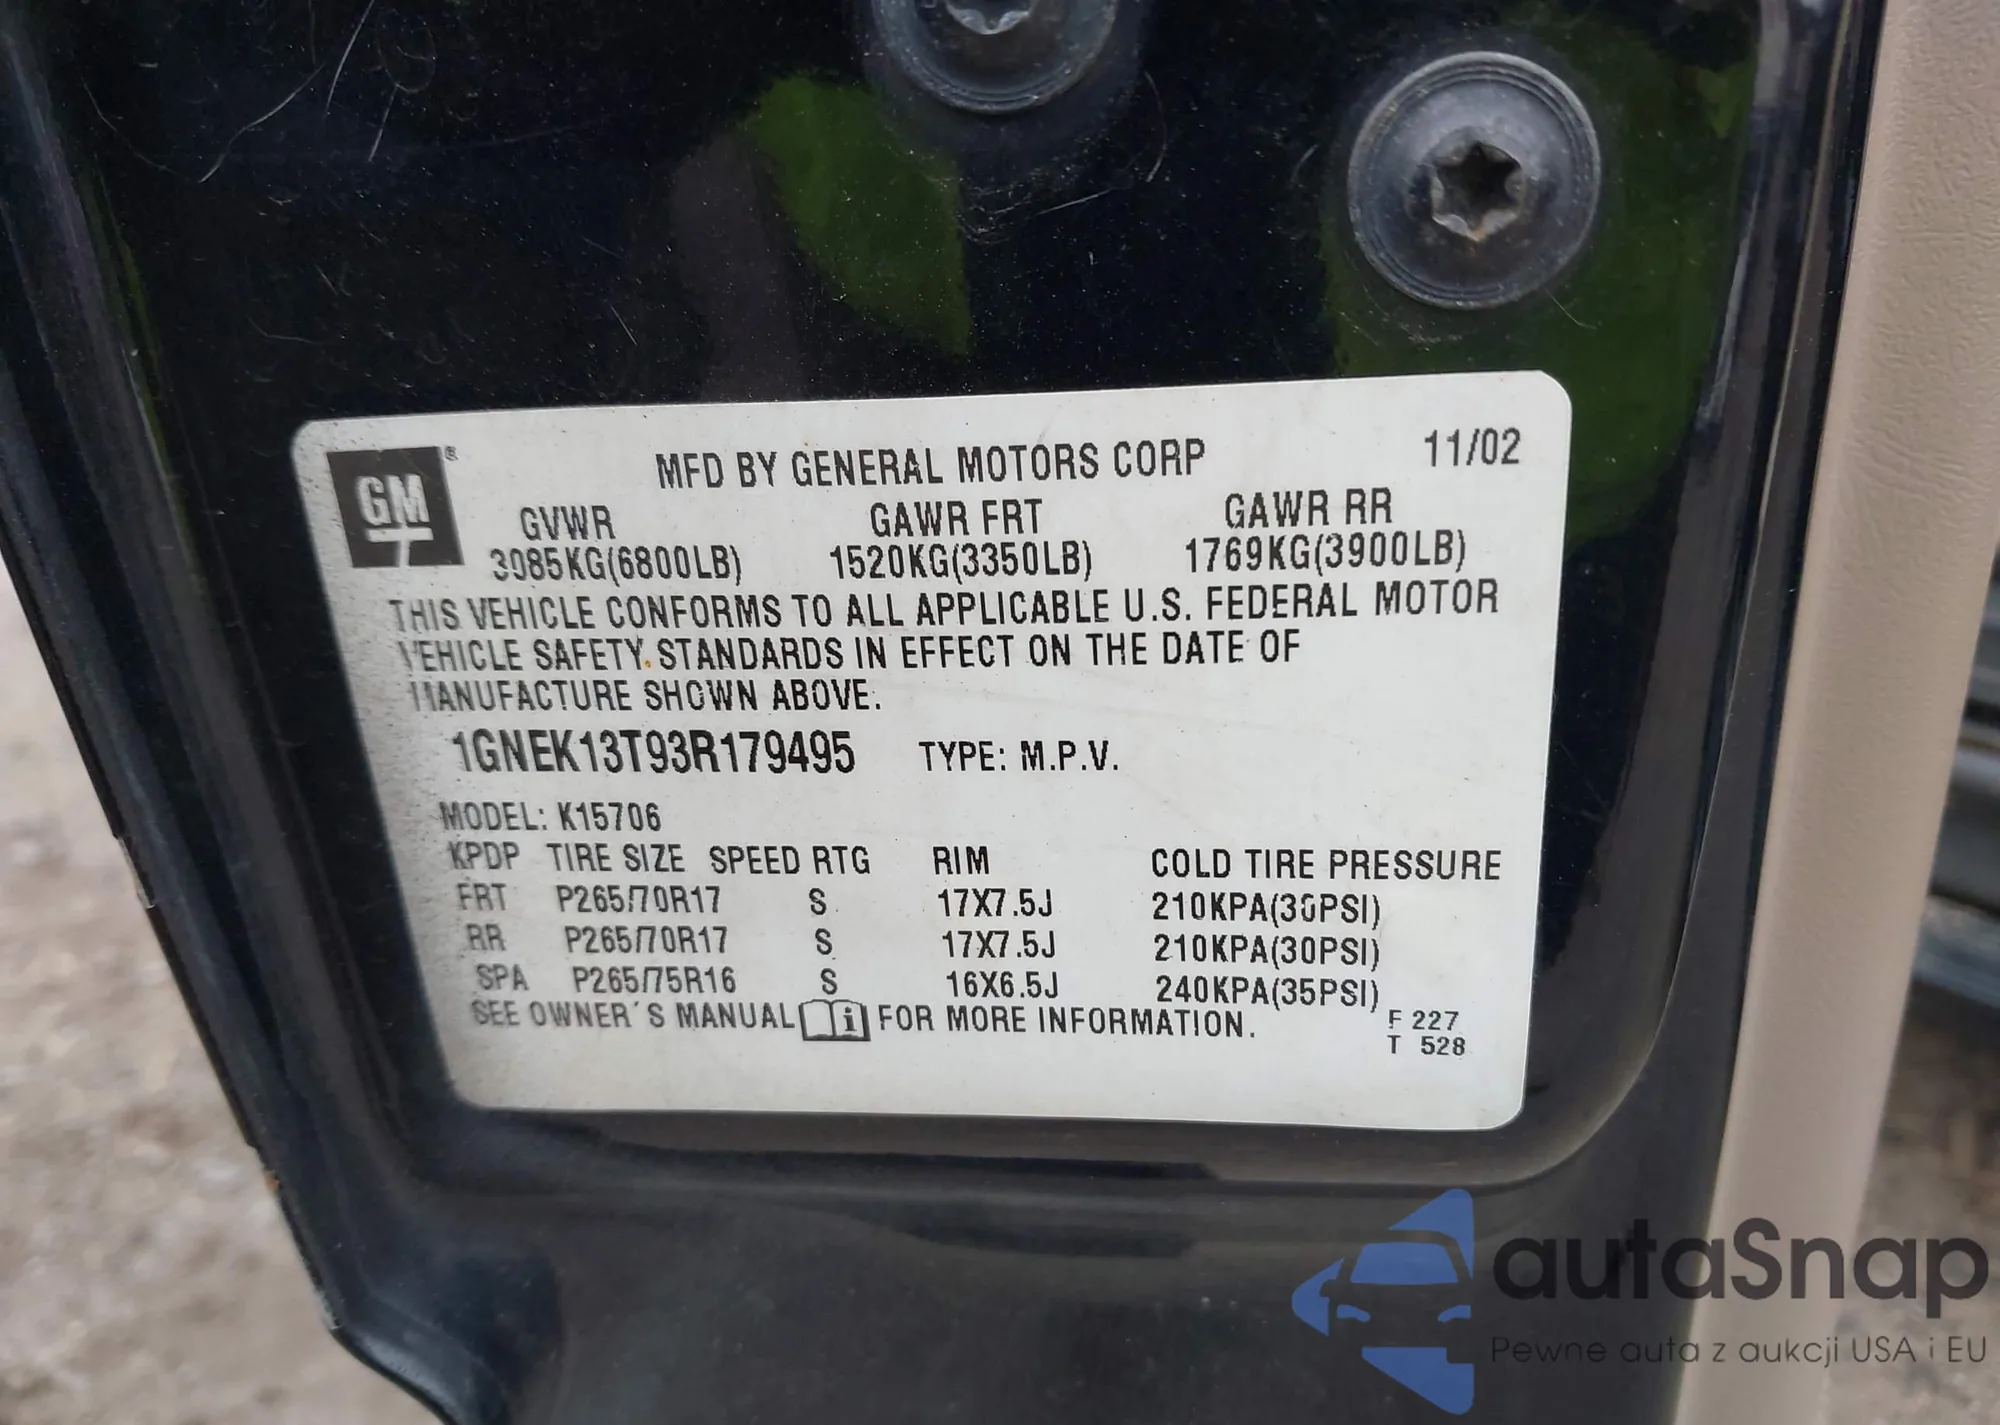 GM®
MFD BY GENERAL MOTORS CORP 11/02
GVWR GAWR FRT GAWR RR
3085KG(6800LB) 1520KG(3350LB) 1769KG(3900LB)
THIS VEHICLE CONFORMS TO ALL APPLICABLE U.S. FEDERAL MOTOR
VEHICLE SAFETY STANDARDS IN EFFECT ON THE DATE OF
MANUFACTURE SHOWN ABOVE.
1GNEK13T93R179495 TYPE: M.P.V.
MODEL: K15706
KPDP TIRE SIZE SPEED RTG RIM COLD TIRE PRESSURE
FRT P265/70R17 S 17X7.5J 210KPA(30PSI)
RR P265/70R17 S 17X7.5J 210KPA(30PSI)
SPA P265/75R16 S 16X6.5J 240KPA(35PSI)
SEE OWNER'S MANUAL i FOR MORE INFORMATION.
F 227
T 528
autaSnap
Pewne auta z aukcji USA i EU